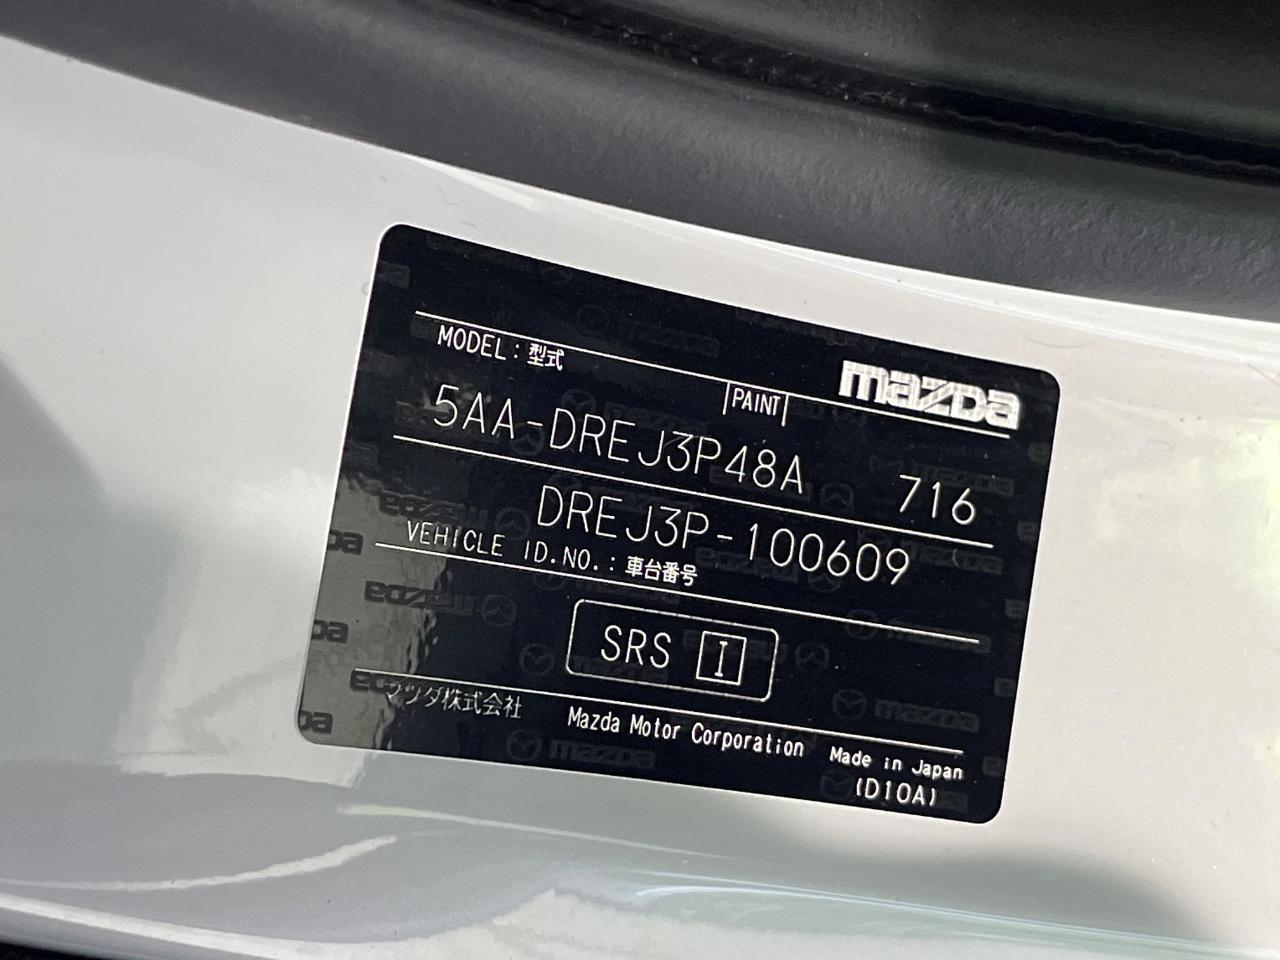 mazda
MODEL : 型式
PAINT
5AA-DREJ3P48A 716
DREJ3P-100609
VEHICLE ID.NO. : 車台番号
SRS I
マツダ株式会社 Mazda Motor Corporation Made in Japan
(D10A)